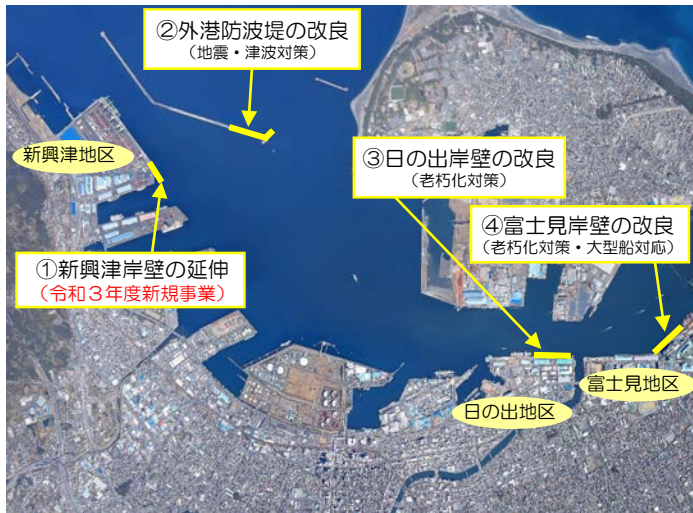 ②外港防波堤の改良
（地震・津波対策）
新興津地区
③日の出岸壁の改良
（老朽化対策）
④富士見岸壁の改良
（老朽化対策・大型船対応）
①新興津岸壁の延伸
（令和３年度新規事業）
富士見地区
日の出地区